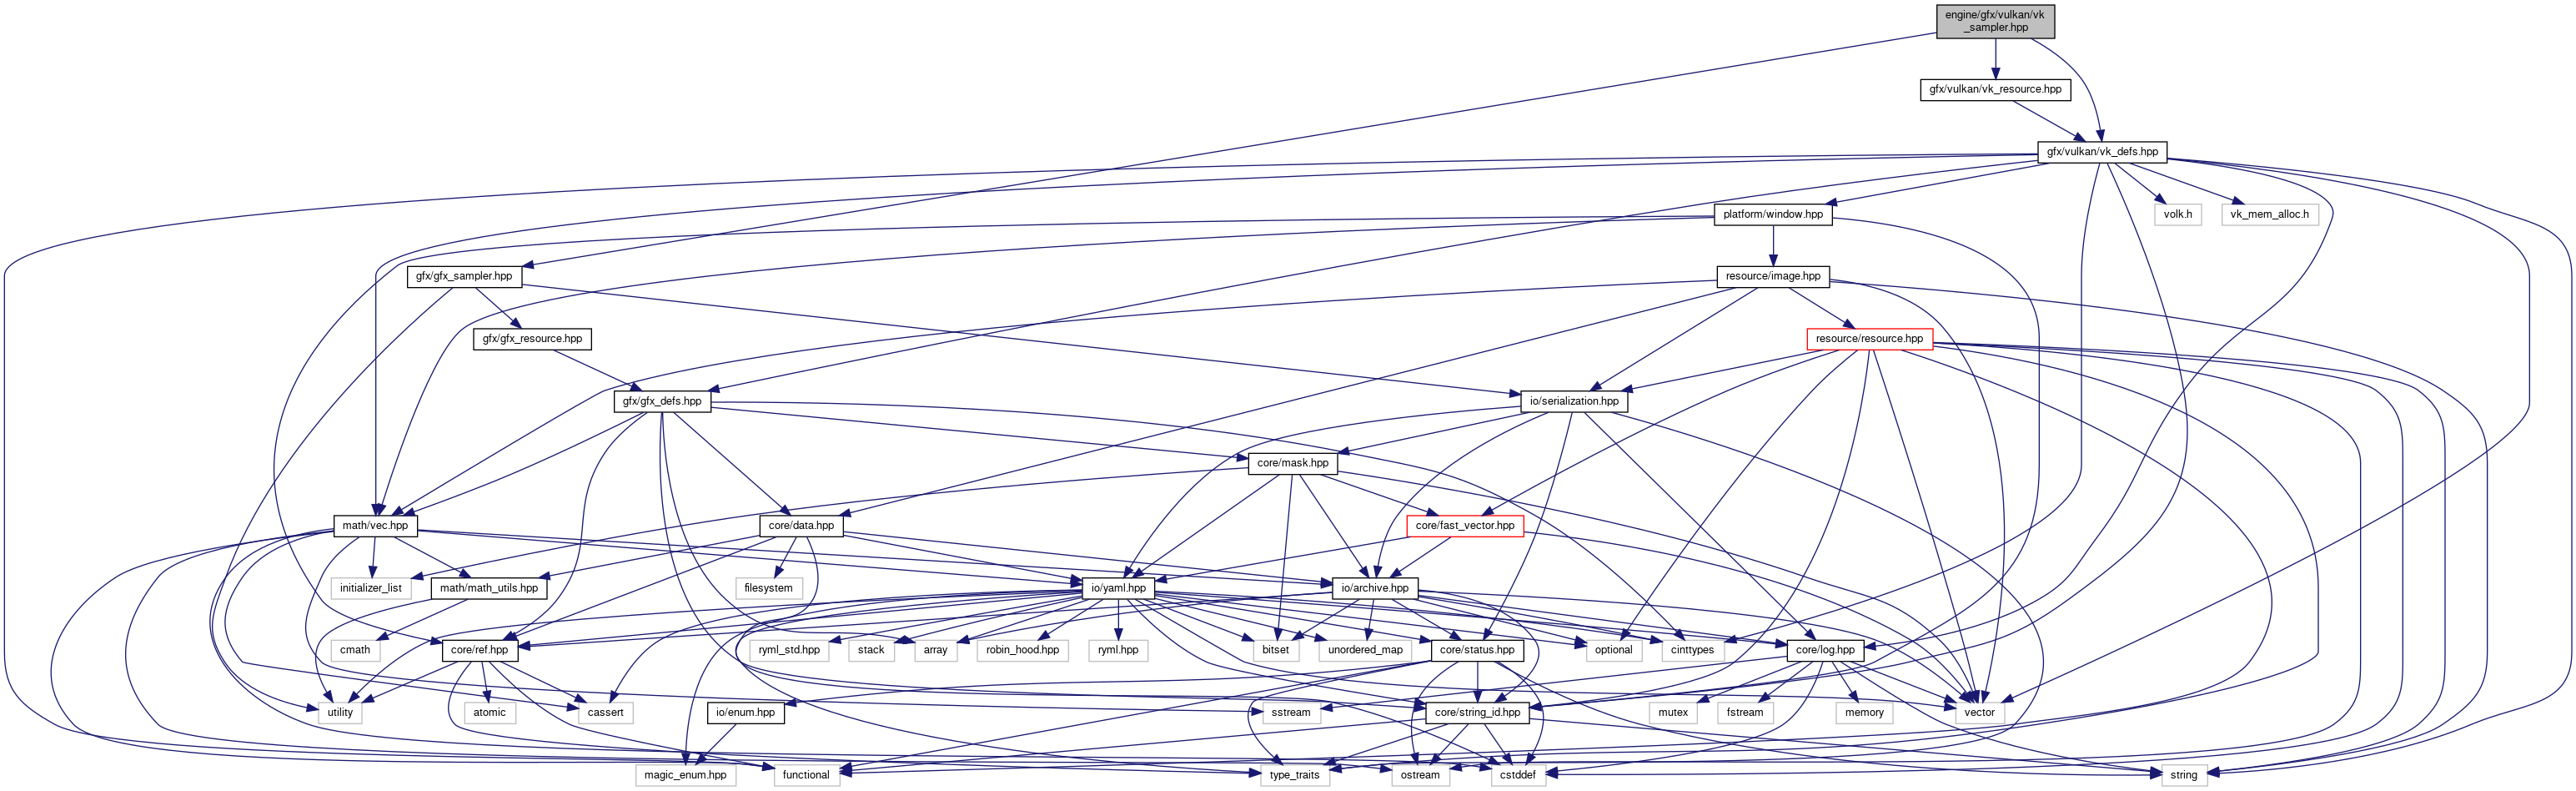 engine/gfx/vulkan/vk
_sampler.hpp
gfx/vulkan/vk_resource.hpp
gfx/vulkan/vk_defs.hpp
platform/window.hpp
volk.h
vk_mem_alloc.h
gfx/gfx_sampler.hpp
resource/image.hpp
gfx/gfx_resource.hpp
resource/resource.hpp
gfx/gfx_defs.hpp
io/serialization.hpp
core/mask.hpp
math/vec.hpp
core/data.hpp
core/fast_vector.hpp
initializer_list
math/math_utils.hpp
filesystem
io/yaml.hpp
io/archive.hpp
cmath
core/ref.hpp
ryml_std.hpp
stack
array
robin_hood.hpp
ryml.hpp
bitset
unordered_map
core/status.hpp
optional
cinttypes
core/log.hpp
utility
atomic
cassert
io/enum.hpp
sstream
core/string_id.hpp
mutex
fstream
memory
vector
magic_enum.hpp
functional
type_traits
ostream
cstddef
string